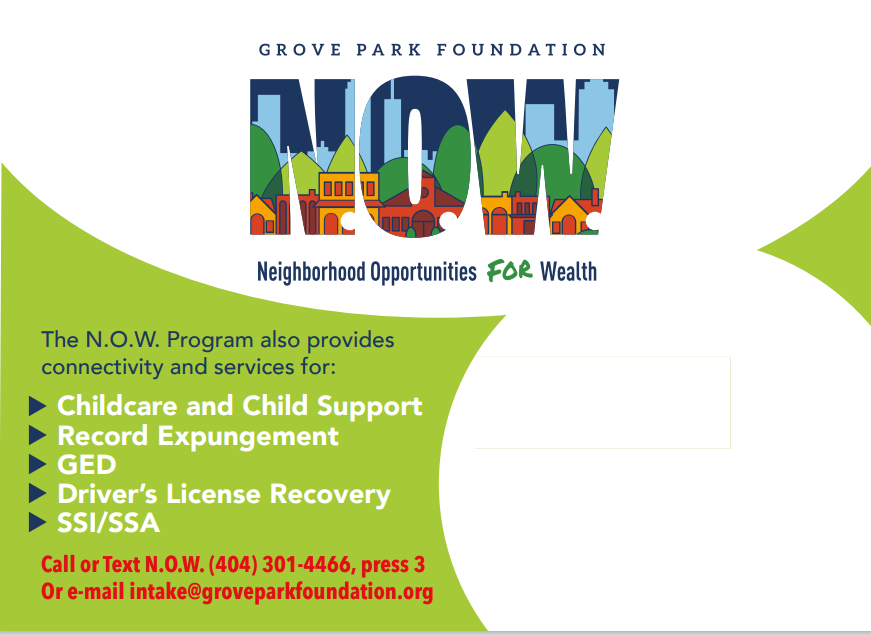 GROVE PARK FOUNDATION
N.O.W.
Neighborhood Opportunities FOR Wealth
The N.O.W. Program also provides
connectivity and services for:
Childcare and Child Support
Record Expungement
GED
Driver's License Recovery
SSI/SSA
Call or Text N.O.W. (404) 301-4466, press 3
Or e-mail intake@groveparkfoundation.org